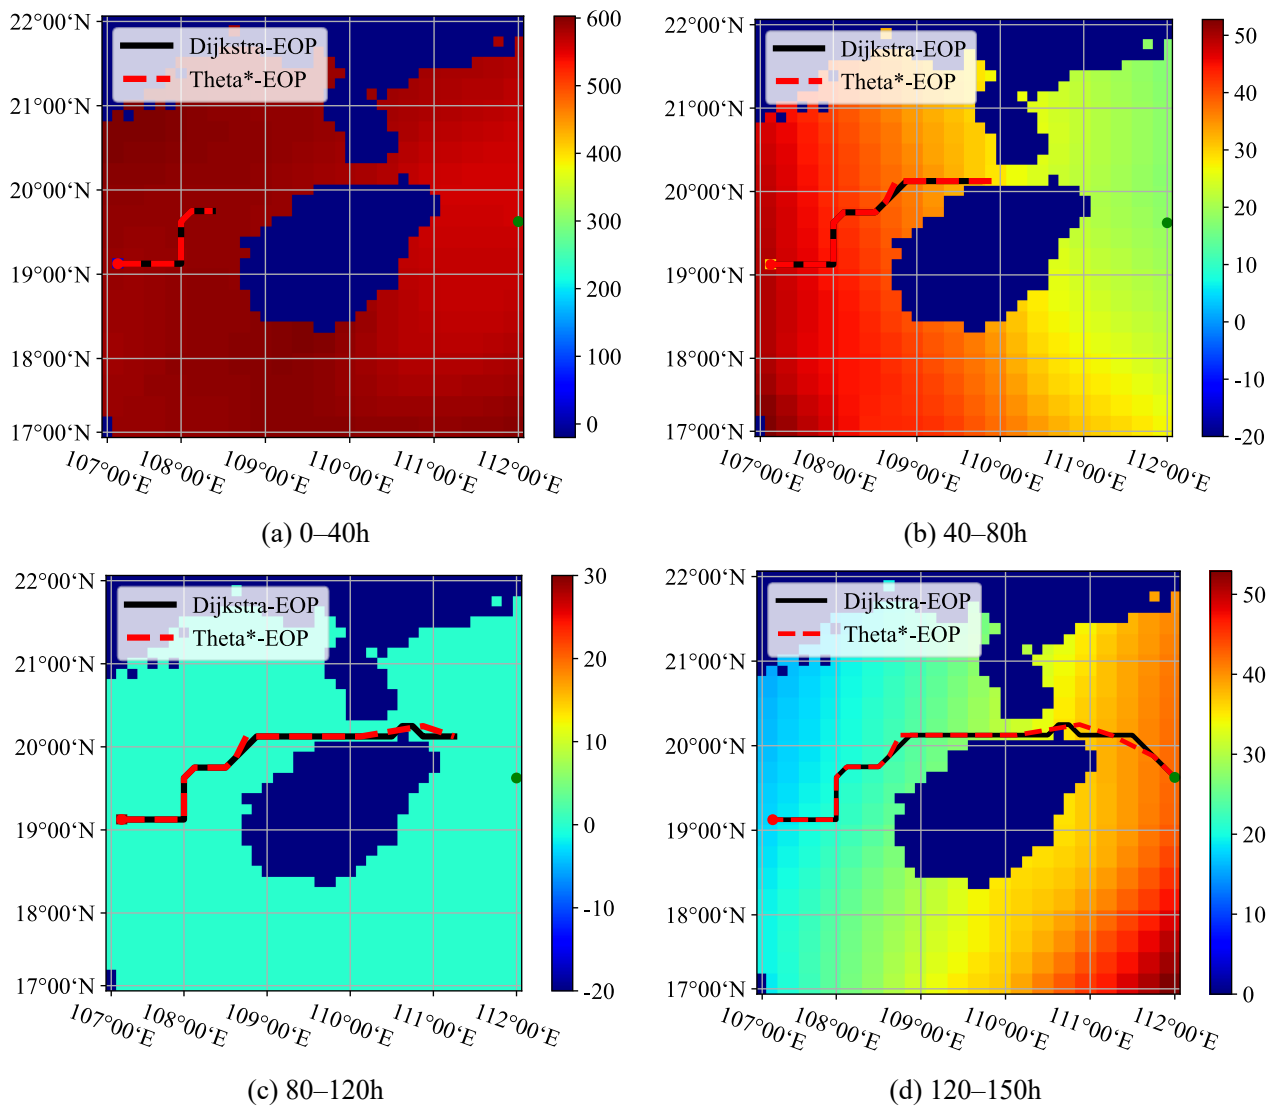 Dijkstra-EOP
Theta*-EOP
22°00‘N
21°00‘N
20°00‘N
19°00‘N
18°00‘N
17°00‘N
107°00‘E
108°00‘E
109°00‘E
110°00‘E
111°00‘E
112°00‘E
600
500
400
300
200
100
0
(a) 0–40h
Dijkstra-EOP
Theta*-EOP
22°00‘N
21°00‘N
20°00‘N
19°00‘N
18°00‘N
17°00‘N
107°00‘E
108°00‘E
109°00‘E
110°00‘E
111°00‘E
112°00‘E
50
40
30
20
10
0
-10
-20
(b) 40–80h
Dijkstra-EOP
Theta*-EOP
22°00‘N
21°00‘N
20°00‘N
19°00‘N
18°00‘N
17°00‘N
107°00‘E
108°00‘E
109°00‘E
110°00‘E
111°00‘E
112°00‘E
30
20
10
0
-10
-20
(c) 80–120h
Dijkstra-EOP
Theta*-EOP
22°00‘N
21°00‘N
20°00‘N
19°00‘N
18°00‘N
17°00‘N
107°00‘E
108°00‘E
109°00‘E
110°00‘E
111°00‘E
112°00‘E
50
40
30
20
10
0
(d) 120–150h